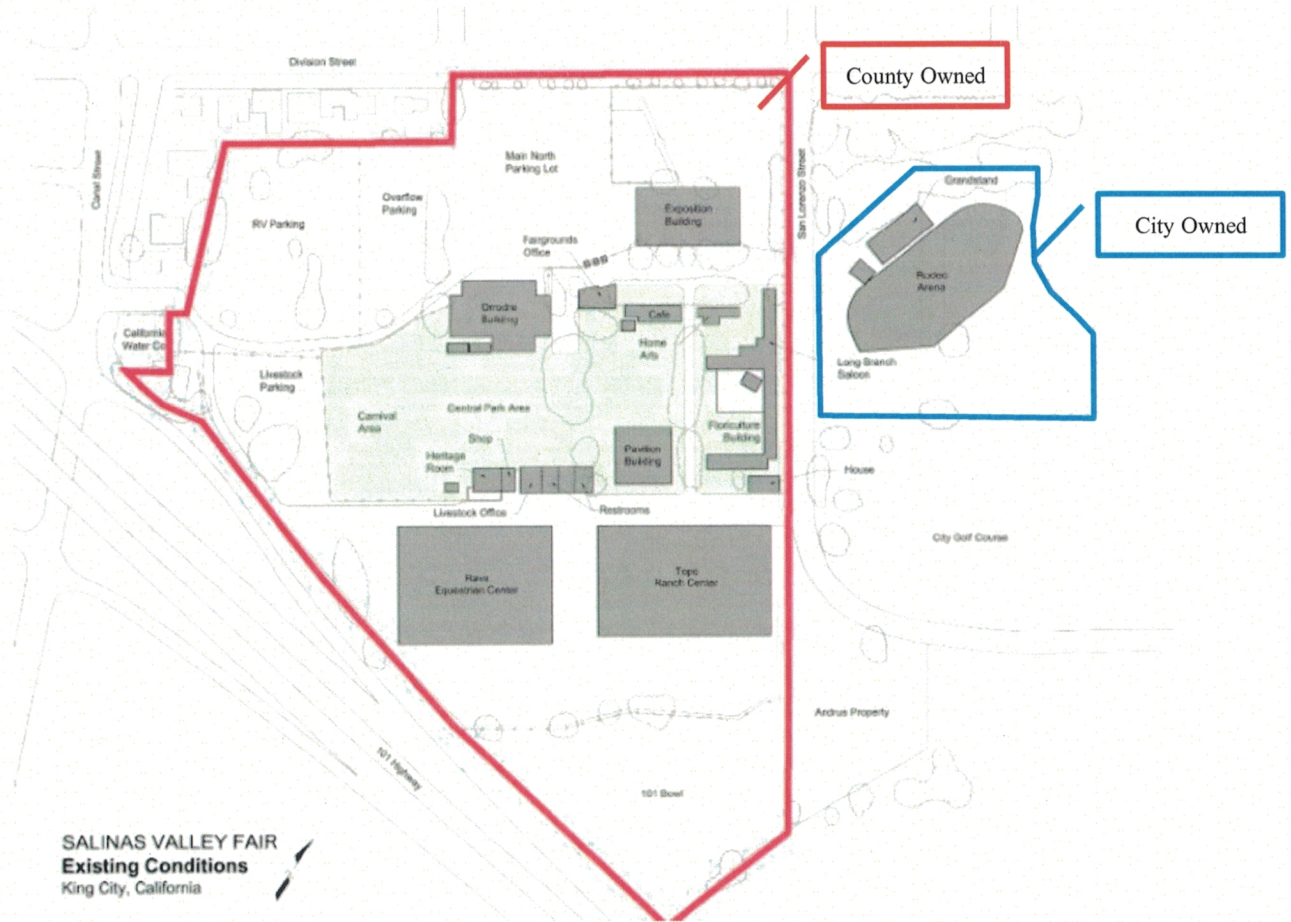 Division Street
County Owned
Canal Street
Main North
Parking Lot
San Lorenzo Street
Grandstand
City Owned
Overflow
Parking
RV Parking
Exposition
Building
Fairgrounds
Office
Rodeo
Arena
Orradre
Building
Cafe
California
Water Co
Home
Arts
Long Branch
Saloon
Livestock
Parking
Carnival
Area
Central Park Area
Floriculture
Building
Shop
Pavilion
Building
Heritage
Room
House
Livestock Office
Restrooms
City Golf Course
Rava
Equestrian Center
Topo
Ranch Center
Andrus Property
101 Highway
101 Bowl
SALINAS VALLEY FAIR
Existing Conditions
King City, California